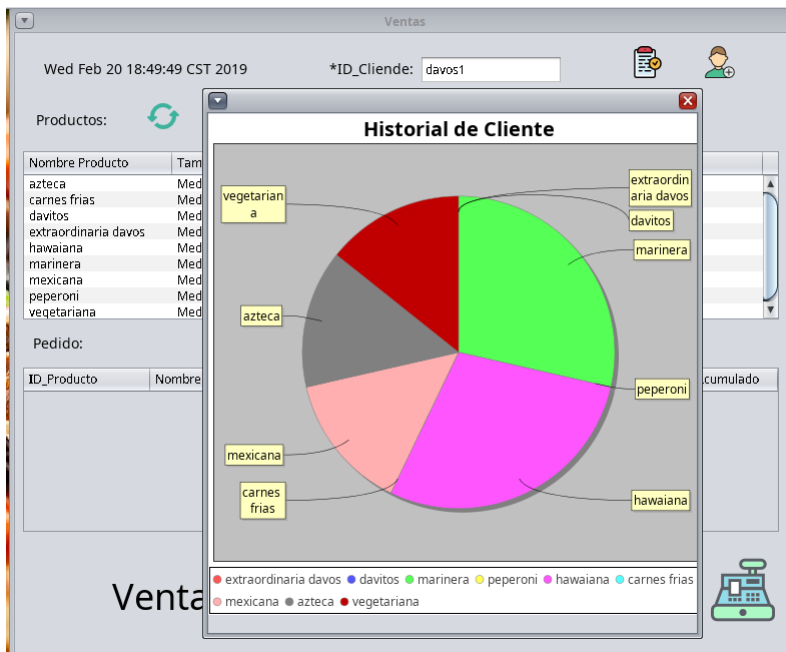 Ventas
Wed Feb 20 18:49:49 CST 2019
*ID_Cliende:
davos1
Productos:
Nombre Producto
Tam
azteca Med
carnes frias Med
davitos Med
extraordinaria davos Med
hawaiana Med
marinera Med
mexicana Med
peperoni Med
vegetariana Med
Pedido:
ID_Producto
Nombre
cumulado
Venta
Historial de Cliente
vegetarian
a
extraordin
aria davos
davitos
marinera
azteca
peperoni
mexicana
carnes
frias
hawaiana
extraordinaria davos davitos marinera peperoni hawaiana carnes frias
mexicana azteca vegetariana